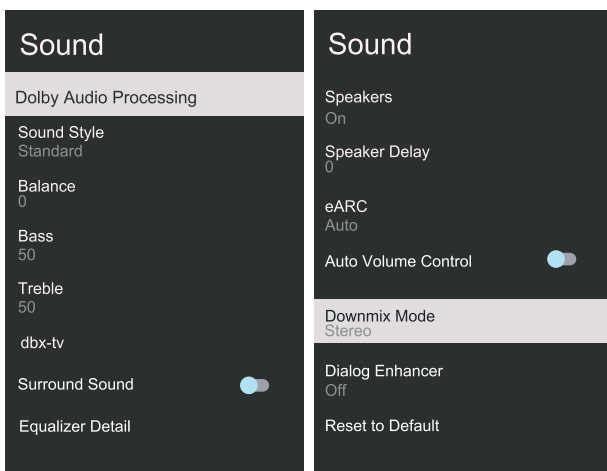 Sound
Dolby Audio Processing
Sound Style
Standard
Balance
0
Bass
50
Treble
50
dbx-tv
Surround Sound
Equalizer Detail
Sound
Speakers
On
Speaker Delay
0
eARC
Auto
Auto Volume Control
Downmix Mode
Stereo
Dialog Enhancer
Off
Reset to Default